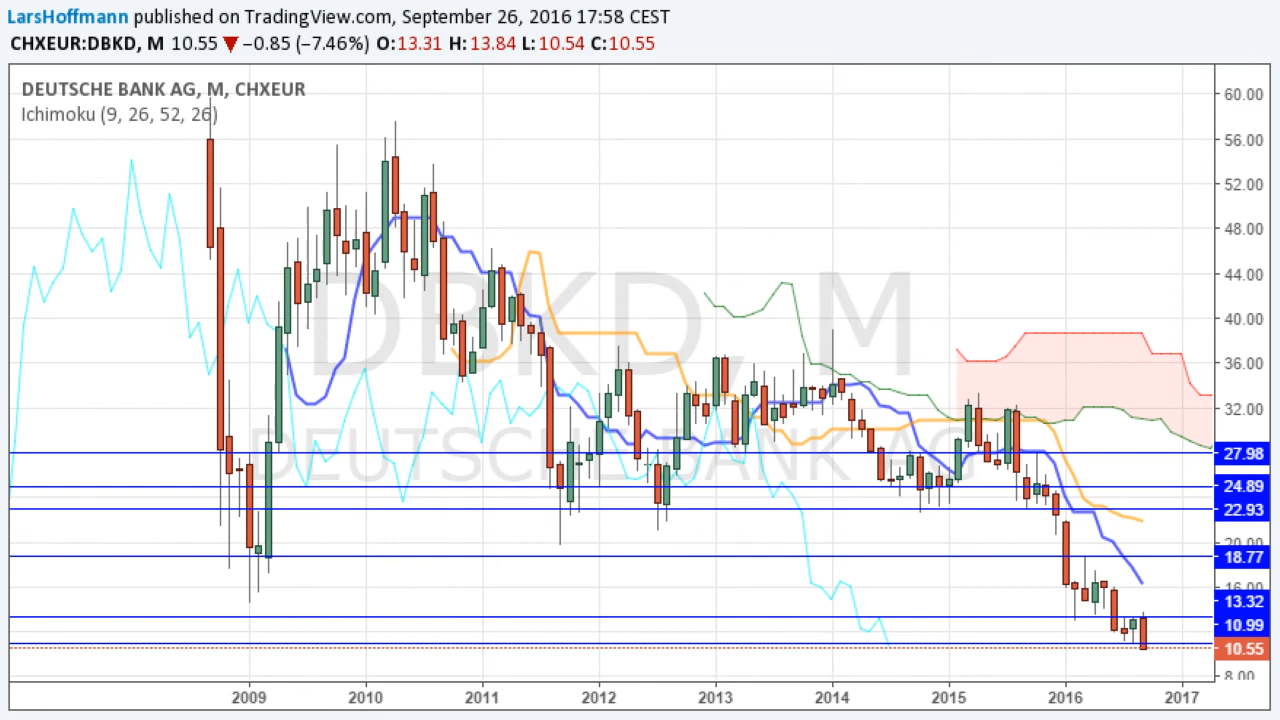 LarsHoffmann published on TradingView.com, September 26, 2016 17:58 CEST
CHXEUR:DBKD, M 10.55 ▼ −0.85 (−7.46%) O:13.31 H:13.84 L:10.54 C:10.55
DEUTSCHE BANK AG, M, CHXEUR
Ichimoku (9, 26, 52, 26)
DBKD, M
DEUTSCHE BANK AG
60.00
56.00
52.00
48.00
44.00
40.00
36.00
32.00
27.98
24.89
22.93
20.00
18.77
16.00
13.32
10.99
10.55
8.00
2009 2010 2011 2012 2013 2014 2015 2016 2017